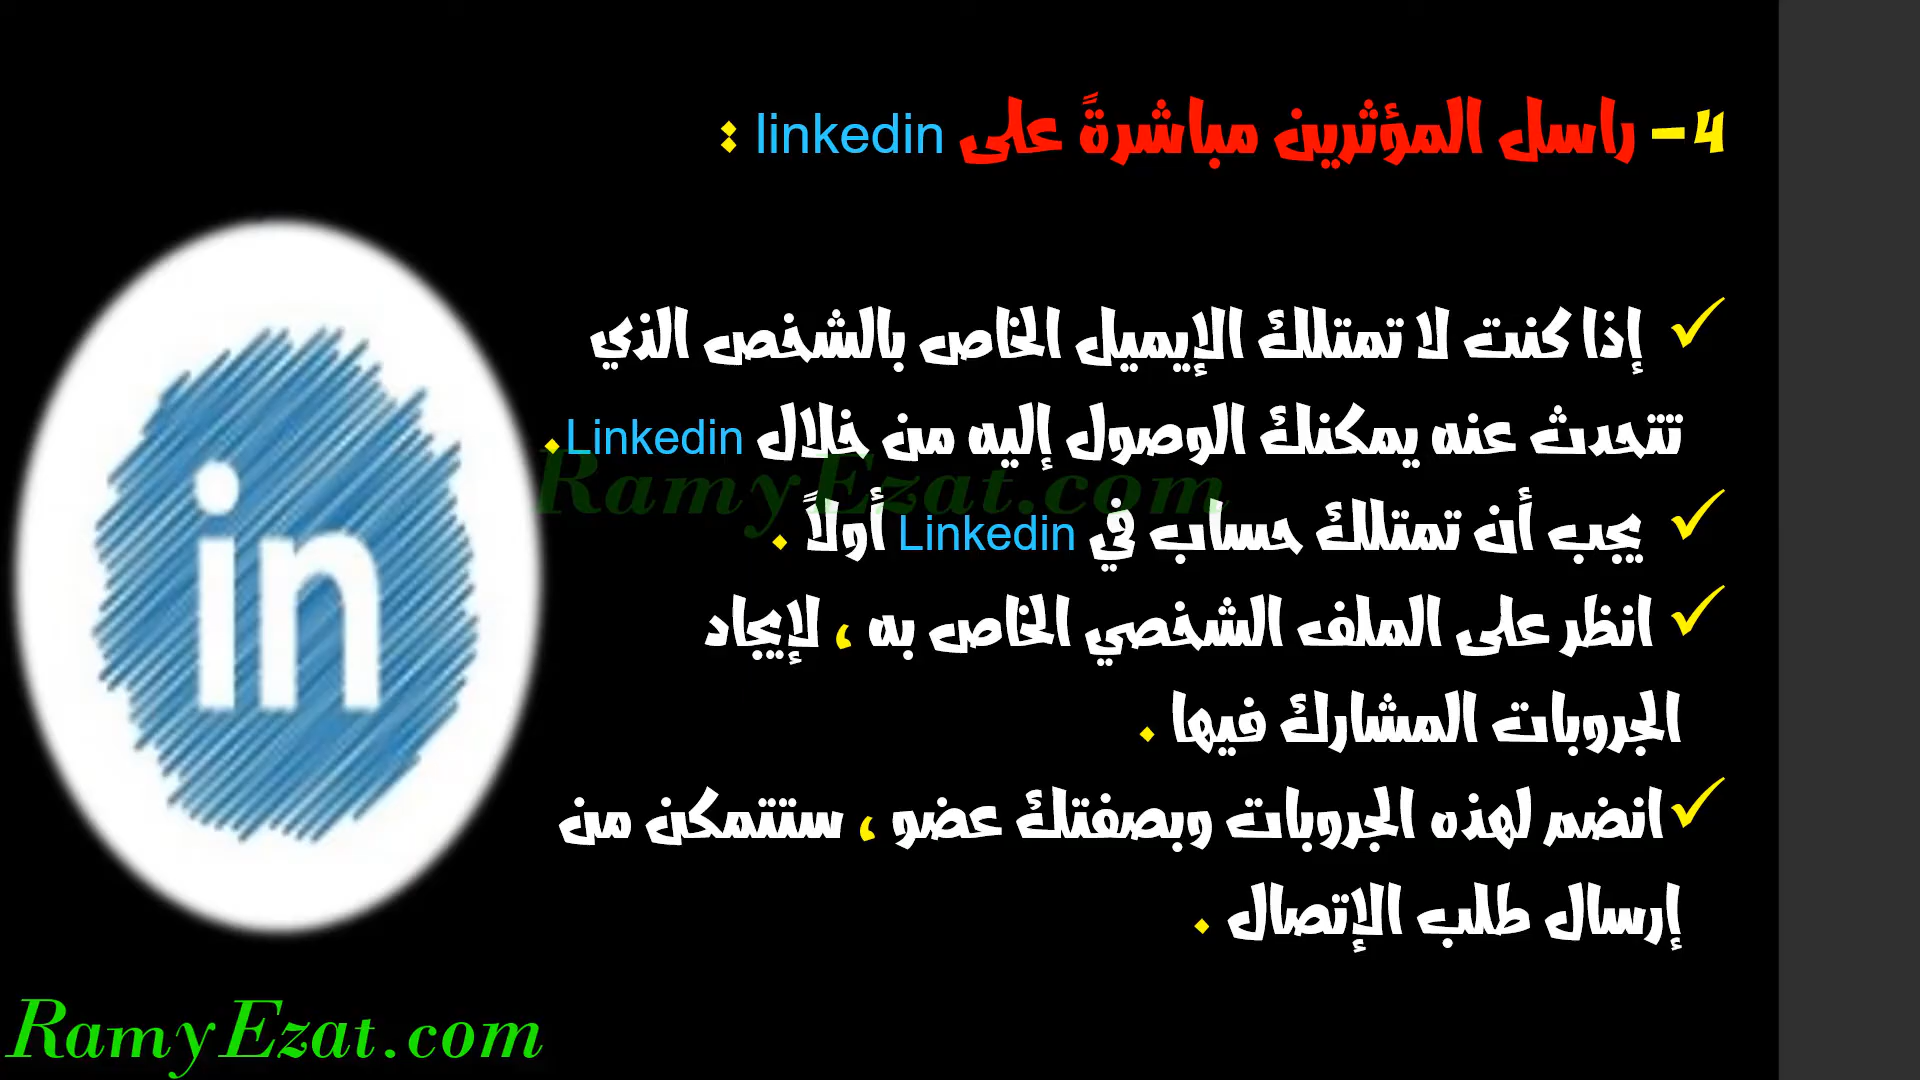 4- راسل المؤثرين مباشرةً على linkedin :
✓ إذا كنت لا تمتلك الإيميل الخاص بالشخص الذي
تتحدث عنه يمكنك الوصول إليه من خلال Linkedin.
✓ يجب أن تمتلك حساب في Linkedin أولاً .
✓ انظر على الملف الشخصي الخاص به ، لإيجاد
الجروبات المشارك فيها .
✓ انضم لهذه الجروبات وبصفتك عضو ، ستتمكن من
إرسال طلب الإتصال .
in
RamyEzat.com
RamyEzat.com